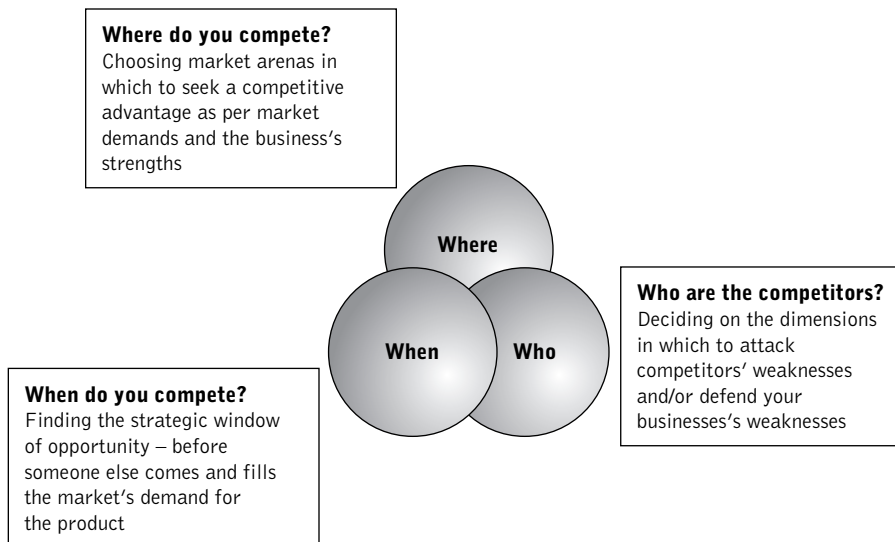 Where do you compete?
Choosing market arenas in
which to seek a competitive
advantage as per market
demands and the business's
strengths
Where
When
Who
Who are the competitors?
Deciding on the dimensions
in which to attack
competitors' weaknesses
and/or defend your
businesses's weaknesses
When do you compete?
Finding the strategic window
of opportunity – before
someone else comes and fills
the market's demand for
the product